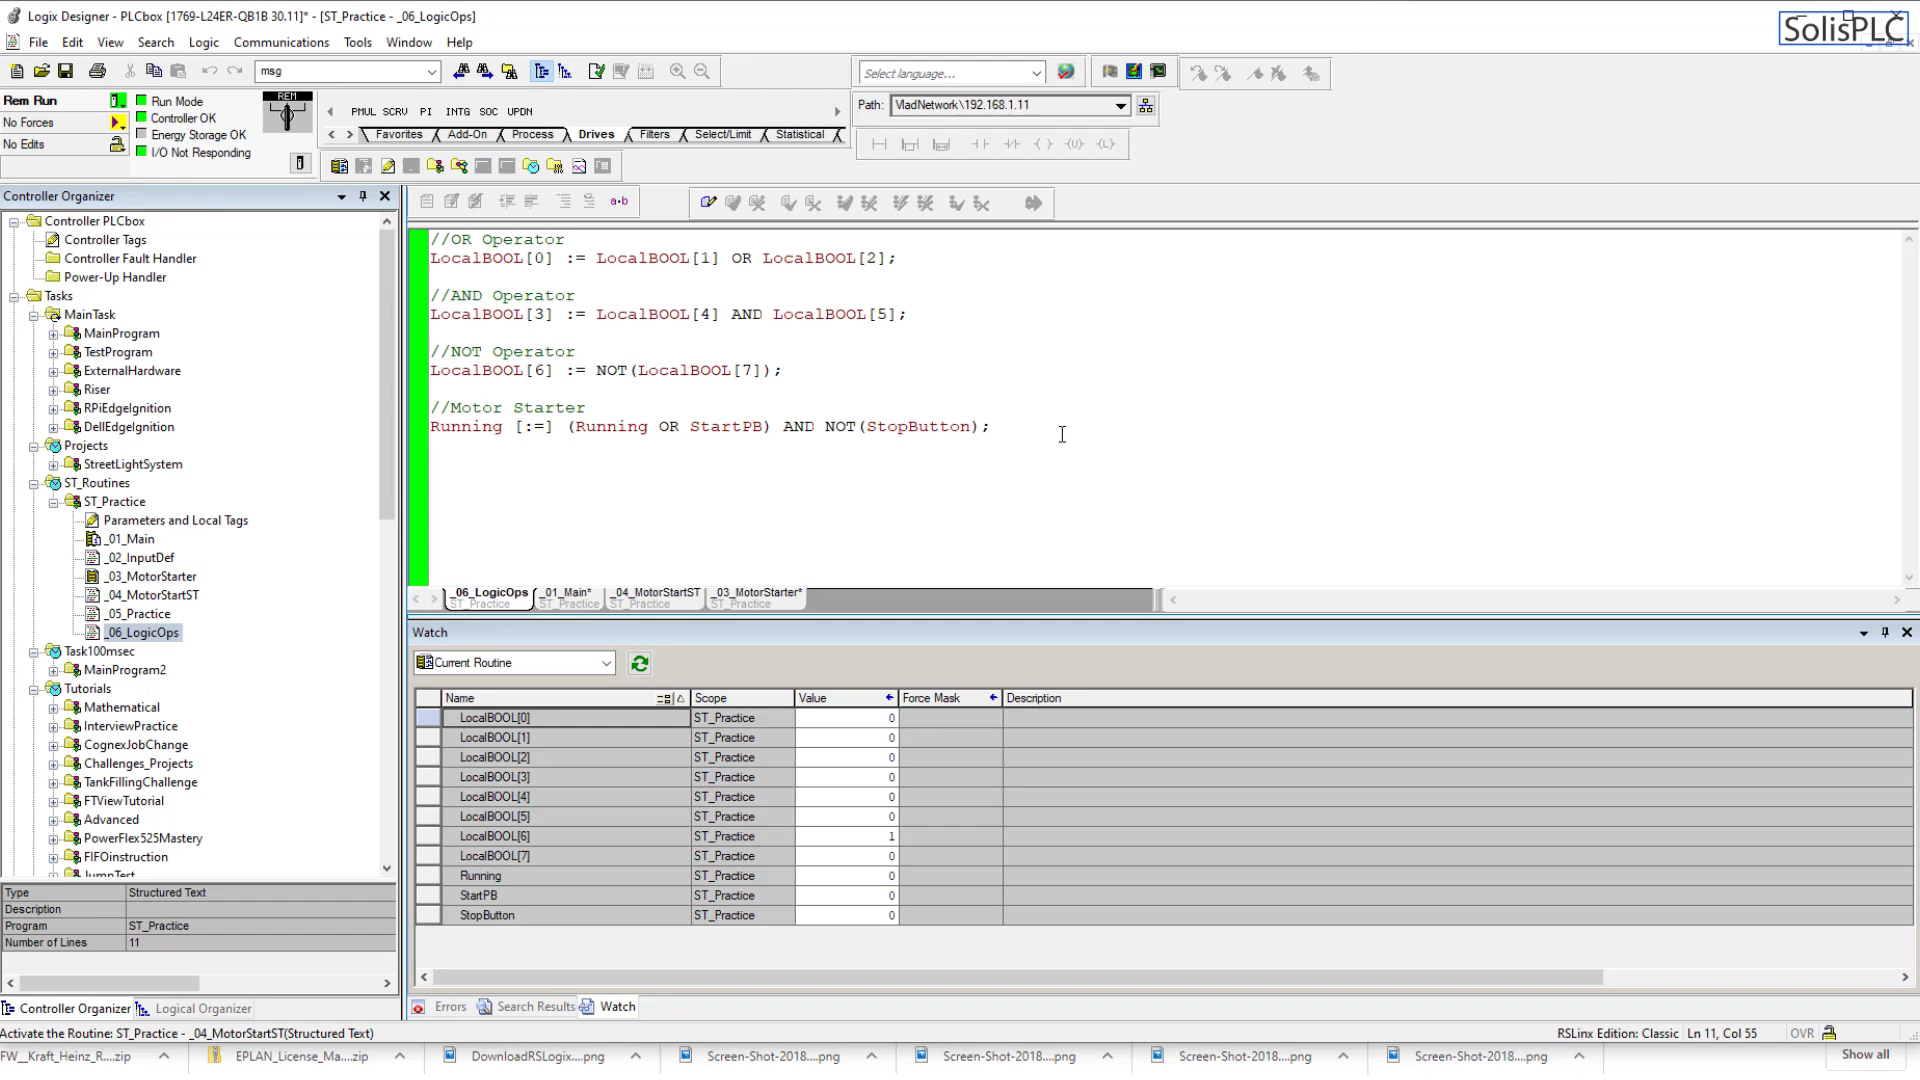 Logix Designer - PLCbox [1769-L24ER-QB1B 30.11]* - [ST_Practice - _06_LogicOps]
SolisPLC
File Edit View Search Logic Communications Tools Window Help
msg
Select language...
Rem Run
No Forces
No Edits
Run Mode
Controller OK
Energy Storage OK
I/O Not Responding
REM
PMUL SCRV PI INTG SOC UPDN
Favorites Add-On Process Drives Filters Select/Limit Statistical
Path: VladNetwork\192.168.1.11
Controller Organizer
Controller PLCbox
Controller Tags
Controller Fault Handler
Power-Up Handler
Tasks
MainTask
MainProgram
TestProgram
ExternalHardware
Riser
RPiEdgeIgnition
DellEdgeIgnition
Projects
StreetLightSystem
ST_Routines
ST_Practice
Parameters and Local Tags
_01_Main
_02_InputDef
_03_MotorStarter
_04_MotorStartST
_05_Practice
_06_LogicOps
Task100msec
MainProgram2
Tutorials
Mathematical
InterviewPractice
CognexJobChange
Challenges_Projects
TankFillingChallenge
FTViewTutorial
Advanced
PowerFlex525Mastery
FIFOinstruction
JumpTest
Type Structured Text
Description
Program ST_Practice
Number of Lines 11
Controller Organizer Logical Organizer
//OR Operator
LocalBOOL[0] := LocalBOOL[1] OR LocalBOOL[2];
//AND Operator
LocalBOOL[3] := LocalBOOL[4] AND LocalBOOL[5];
//NOT Operator
LocalBOOL[6] := NOT(LocalBOOL[7]);
//Motor Starter
Running [:=] (Running OR StartPB) AND NOT(StopButton);
_06_LogicOps _01_Main* _04_MotorStartST _03_MotorStarter*
ST_Practice ST_Practice ST_Practice ST_Practice
Watch
Current Routine
Name Scope Value Force Mask Description
LocalBOOL[0] ST_Practice 0
LocalBOOL[1] ST_Practice 0
LocalBOOL[2] ST_Practice 0
LocalBOOL[3] ST_Practice 0
LocalBOOL[4] ST_Practice 0
LocalBOOL[5] ST_Practice 0
LocalBOOL[6] ST_Practice 1
LocalBOOL[7] ST_Practice 0
Running ST_Practice 0
StartPB ST_Practice 0
StopButton ST_Practice 0
Errors Search Results Watch
Activate the Routine: ST_Practice - _04_MotorStartST(Structured Text)
RSLinx Edition: Classic Ln 11, Col 55 OVR
FW__Kraft_Heinz_R....zip EPLAN_License_Ma....zip DownloadRSLogix....png Screen-Shot-2018....png Screen-Shot-2018....png Screen-Shot-2018....png Screen-Shot-2018....png Show all